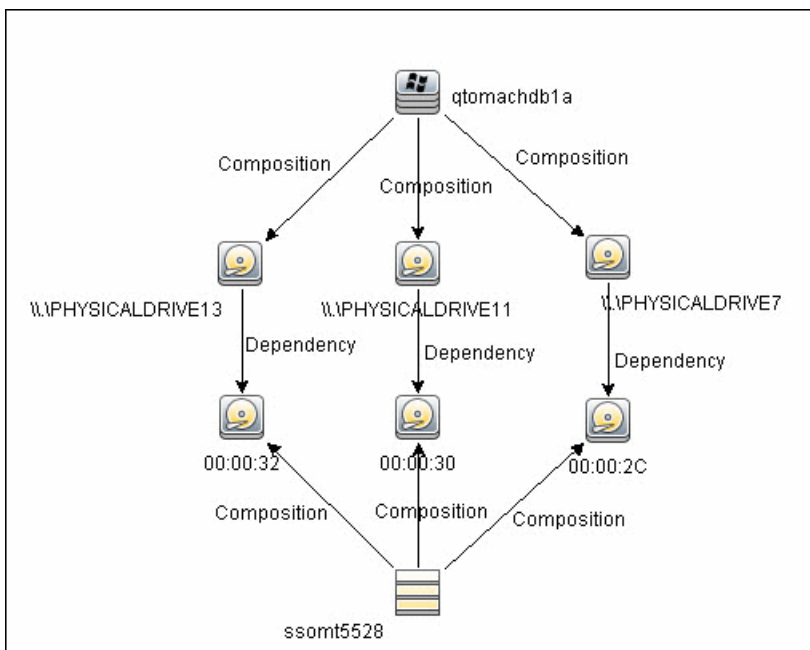 qtomachdb1a
Composition
Composition
Composition
\\.\PHYSICALDRIVE13
\\.\PHYSICALDRIVE11
\\.\PHYSICALDRIVE7
Dependency
Dependency
Dependency
00:00:32
00:00:30
00:00:2C
Composition
Composition
Composition
ssomt5528